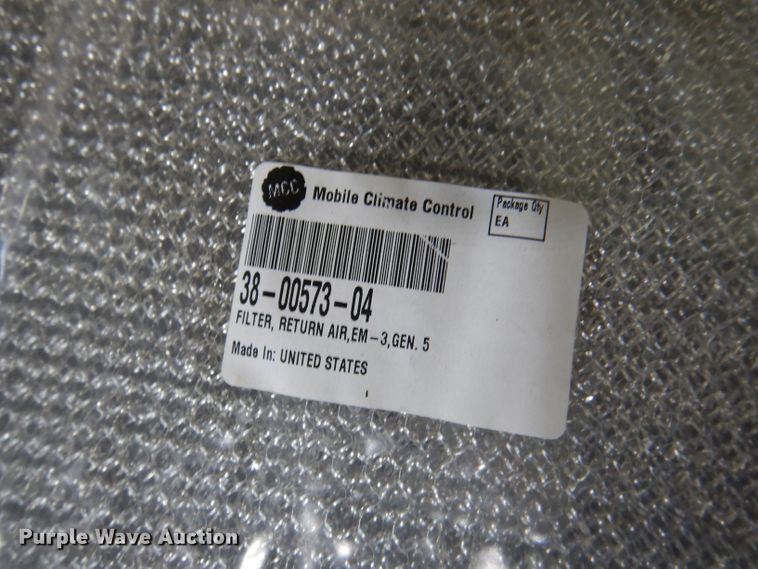 MCC Mobile Climate Control
Package Qty
EA
38-00573-04
FILTER, RETURN AIR,EM-3,GEN. 5
Made In: UNITED STATES
Purple Wave Auction